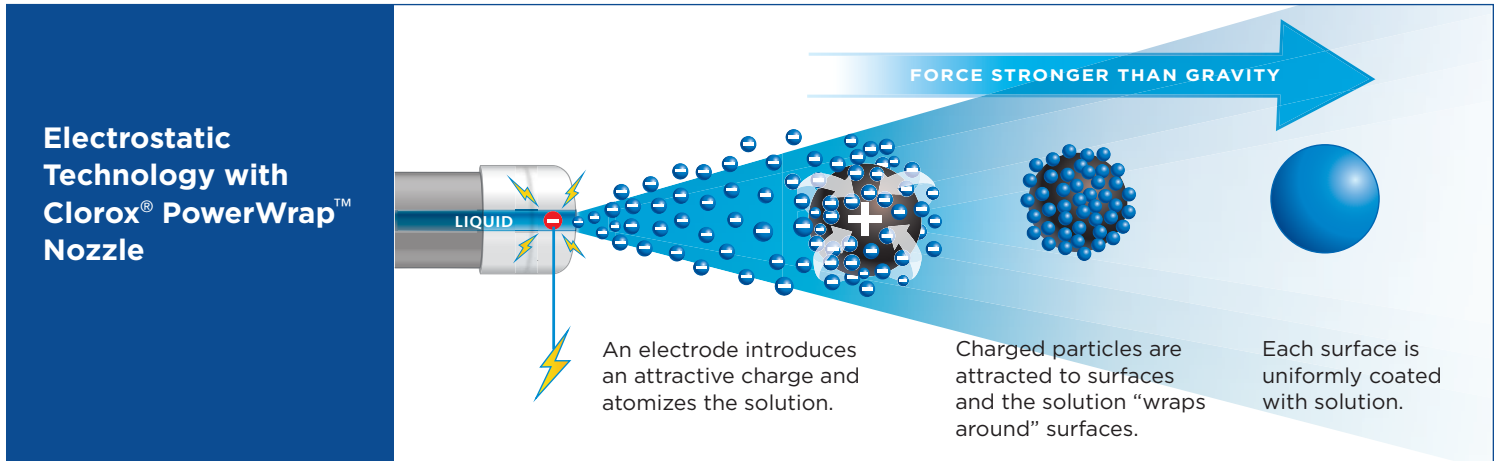 Electrostatic
Technology with
Clorox® PowerWrap™
Nozzle
LIQUID
FORCE STRONGER THAN GRAVITY
An electrode introduces
an attractive charge and
atomizes the solution.
Charged particles are
attracted to surfaces
and the solution “wraps
around” surfaces.
Each surface is
uniformly coated
with solution.